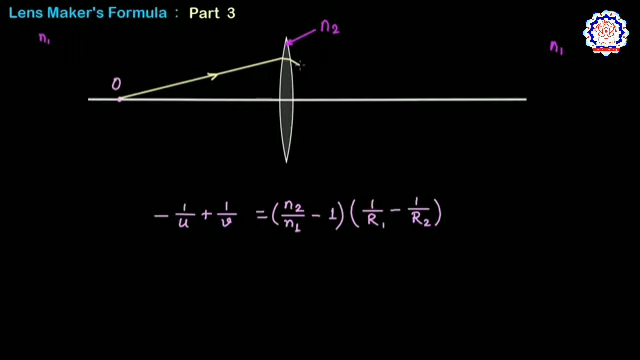 Lens Maker's Formula : Part 3
n₁
n₂
n₁
O
- 1/u + 1/v = (n₂/n₁ - 1) (1/R₁ - 1/R₂)